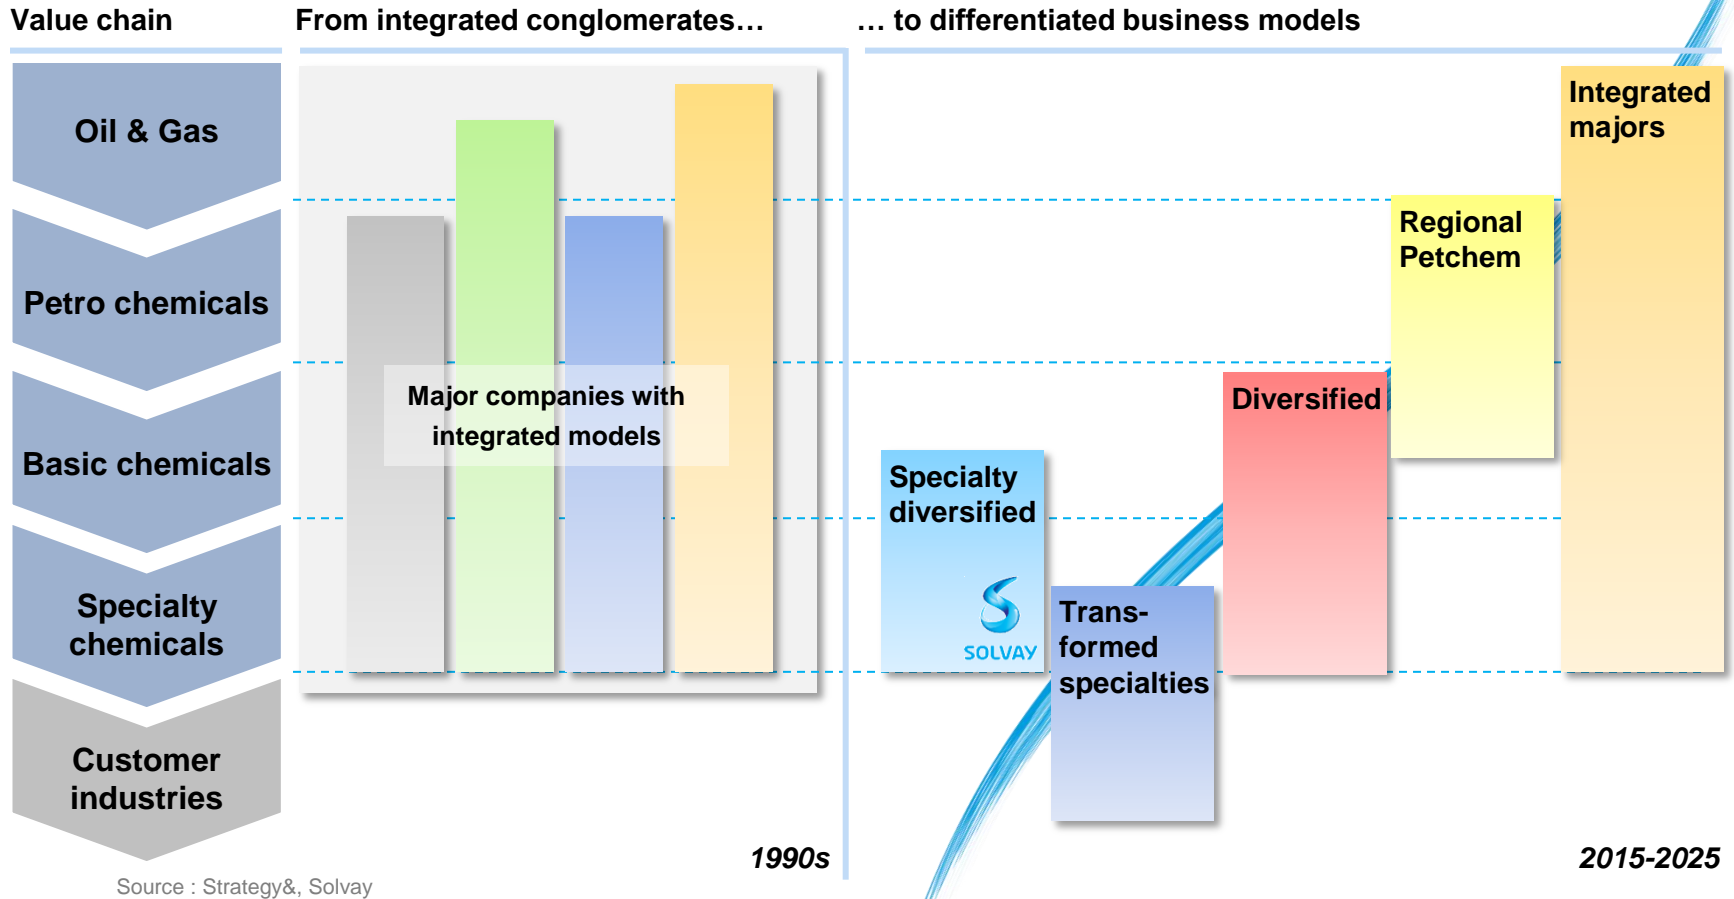 Value chain
From integrated conglomerates…
… to differentiated business models
Oil & Gas
Petro chemicals
Basic chemicals
Specialty
chemicals
Customer
industries
Major companies with
integrated models
1990s
Specialty
diversified
SOLVAY
Trans-
formed
specialties
Diversified
Regional
Petchem
Integrated
majors
2015-2025
Source : Strategy&, Solvay